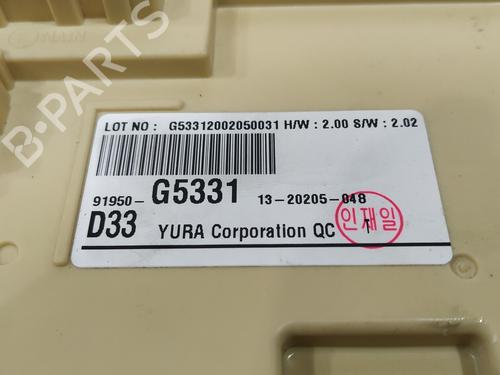 LOT NO : G53312002050031 H/W : 2.00 S/W : 2.02
91950- G5331 13-20205-048
D33 YURA Corporation QC
인재일